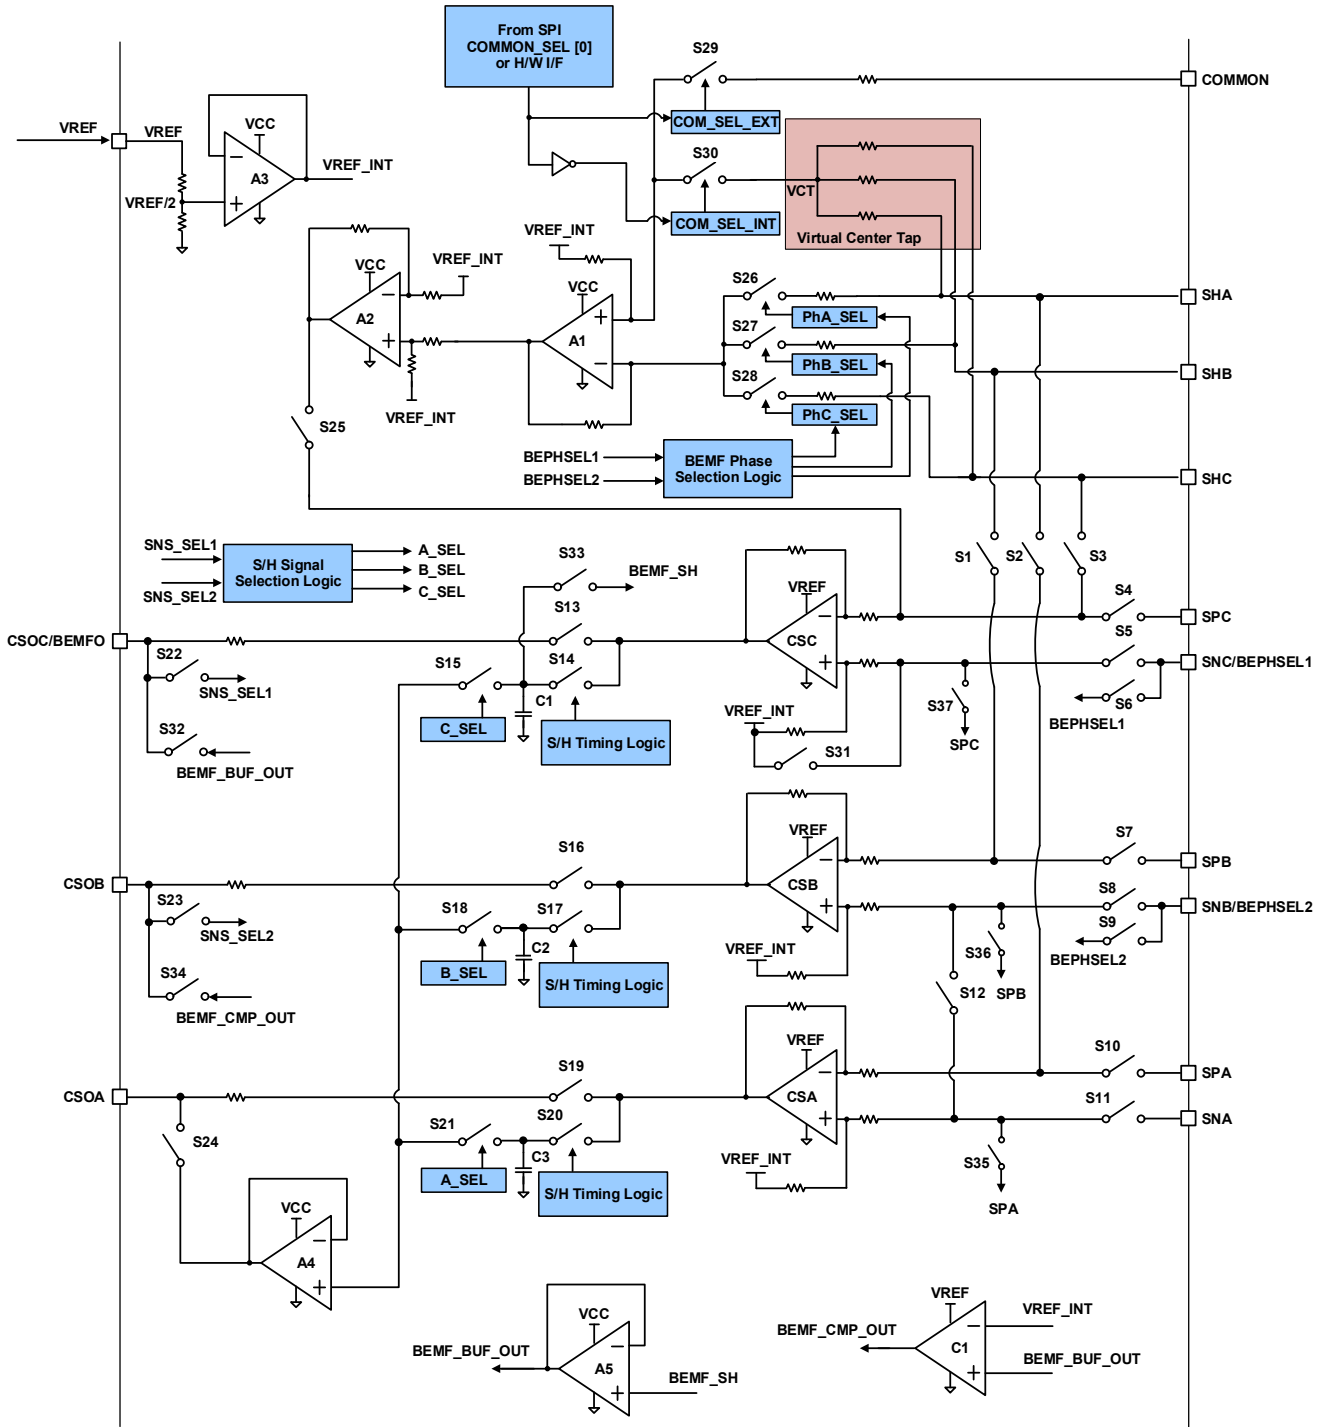 From SPI
COMMON_SEL [0]
or H/W I/F
S29
COMMON
COM_SEL_EXT
VREF
VREF
VCC
A3
VREF_INT
VREF/2
S30
VCT
COM_SEL_INT
Virtual Center Tap
VREF_INT
VREF_INT
VCC
A2
VCC
A1
VREF_INT
S26
PhA_SEL
SHA
S27
PhB_SEL
SHB
S28
PhC_SEL
S25
BEPHSEL1
BEPHSEL2
BEMF Phase
Selection Logic
SHC
SNS_SEL1
SNS_SEL2
S/H Signal
Selection Logic
A_SEL
B_SEL
C_SEL
S33
BEMF_SH
S13
S1
S2
S3
S4
SPC
CSOC/BEMFO
VREF
CSC
S5
SNC/BEPHSEL1
S22
SNS_SEL1
S15
S14
C1
C_SEL
S/H Timing Logic
S6
BEPHSEL1
S37
SPC
VREF_INT
S31
S32
BEMF_BUF_OUT
VREF
CSB
S7
SPB
S16
CSOB
S8
SNB/BEPHSEL2
S23
SNS_SEL2
S18
S17
C2
B_SEL
S/H Timing Logic
S9
BEPHSEL2
S36
SPB
VREF_INT
S12
S34
BEMF_CMP_OUT
VREF
CSA
S10
SPA
S19
CSOA
S11
SNA
S24
S21
S20
C3
A_SEL
S/H Timing Logic
VREF_INT
S35
SPA
VCC
A4
VCC
A5
BEMF_BUF_OUT
BEMF_SH
VREF
C1
VREF_INT
BEMF_CMP_OUT
BEMF_BUF_OUT